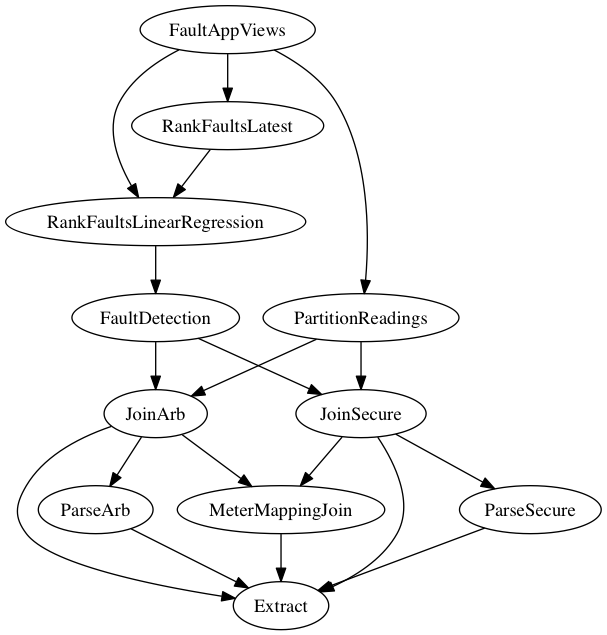 FaultAppViews
RankFaultsLatest
RankFaultsLinearRegression
FaultDetection
PartitionReadings
JoinArb
JoinSecure
ParseArb
MeterMappingJoin
ParseSecure
Extract